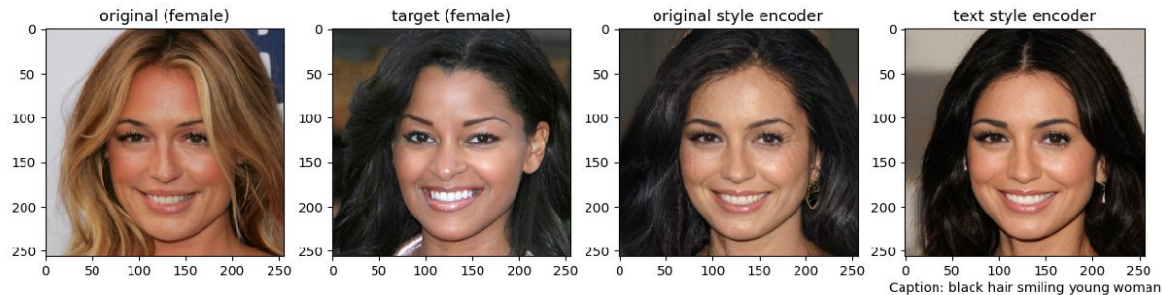 original (female)
target (female)
original style encoder
text style encoder
0
50
100
150
200
250
0
50
100
150
200
250
0
50
100
150
200
250
0
50
100
150
200
250
0 50 100 150 200 250
0 50 100 150 200 250
0 50 100 150 200 250
0 50 100 150 200 250
Caption: black hair smiling young woman